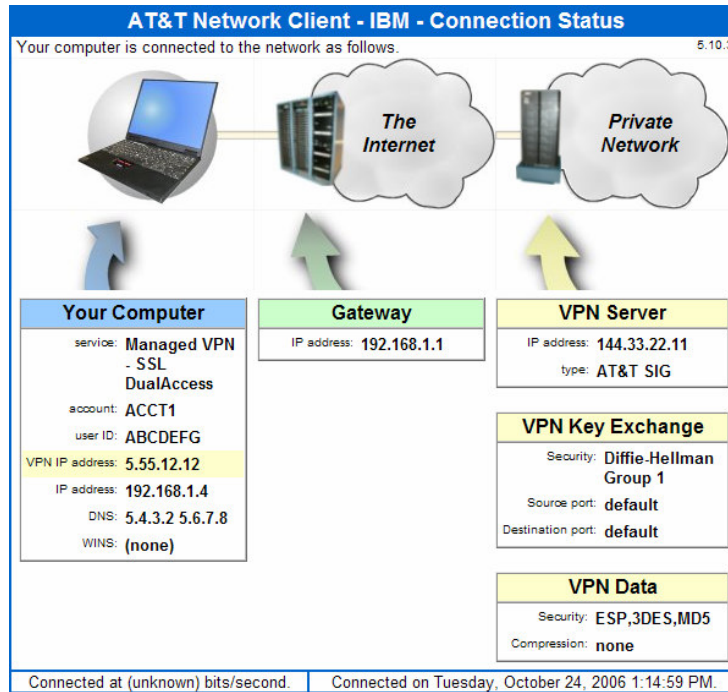 AT&T Network Client - IBM - Connection Status
Your computer is connected to the network as follows.
5.10.
The
Internet
Private
Network
Your Computer
service: Managed VPN
- SSL
DualAccess
account: ACCT1
user ID: ABCDEFG
VPN IP address: 5.55.12.12
IP address: 192.168.1.4
DNS: 5.4.3.2 5.6.7.8
WINS: (none)
Gateway
IP address: 192.168.1.1
VPN Server
IP address: 144.33.22.11
type: AT&T SIG
VPN Key Exchange
Security: Diffie-Hellman
Group 1
Source port: default
Destination port: default
VPN Data
Security: ESP,3DES,MD5
Compression: none
Connected at (unknown) bits/second.
Connected on Tuesday, October 24, 2006 1:14:59 PM.